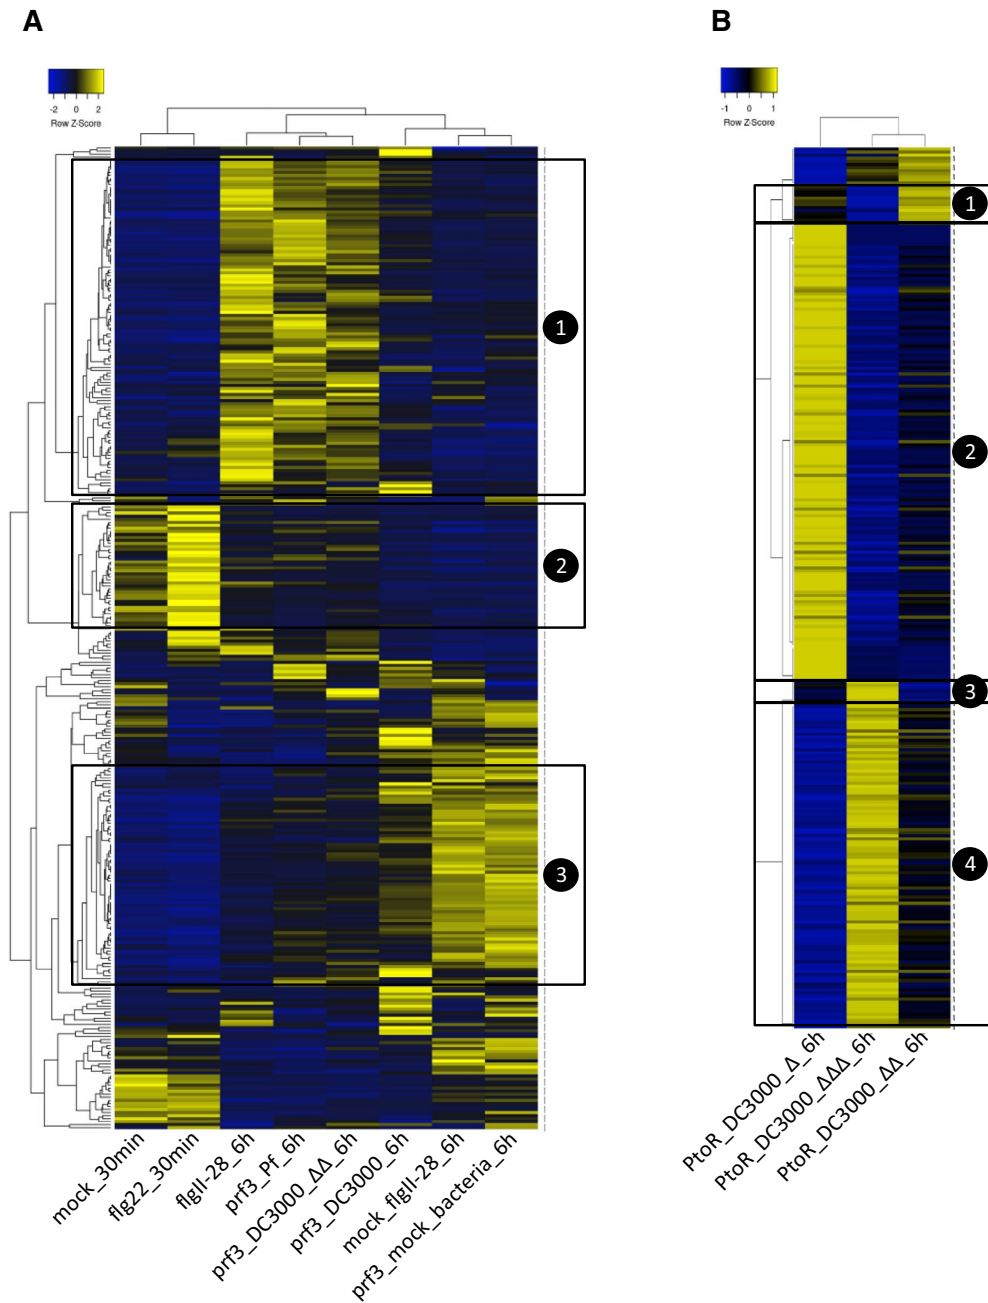 A
B
-2 0 2
Row Z-Score
-1 0 1
Row Z-Score
1
2
3
1
2
3
4
mock_30min
flg22_30min
flgII-28_6h
prf3_Pf_6h
prf3_DC3000_ΔΔ_6h
prf3_DC3000_6h
mock_flgII-28_6h
prf3_mock_bacteria_6h
PtoR_DC3000_Δ_6h
PtoR_DC3000_ΔΔΔ_6h
PtoR_DC3000_ΔΔ_6h